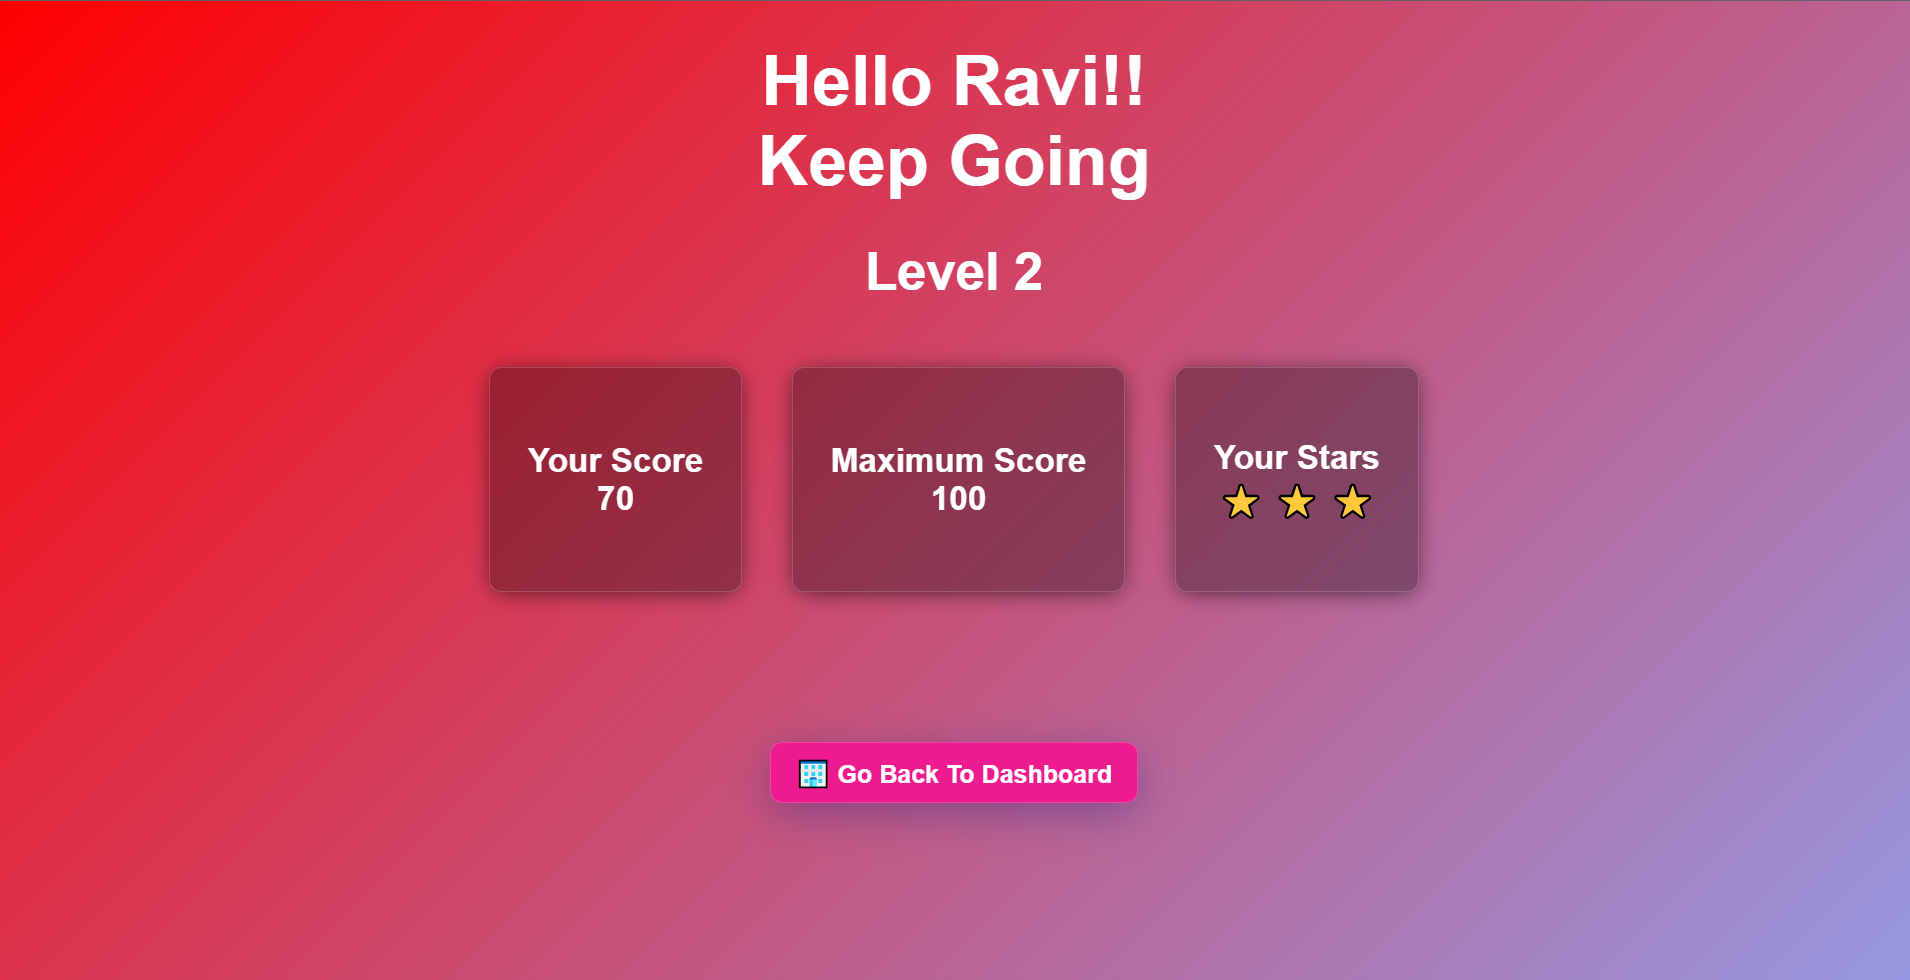 Hello Ravi!!
Keep Going
Level 2
Your Score
70
Maximum Score
100
Your Stars
Go Back To Dashboard